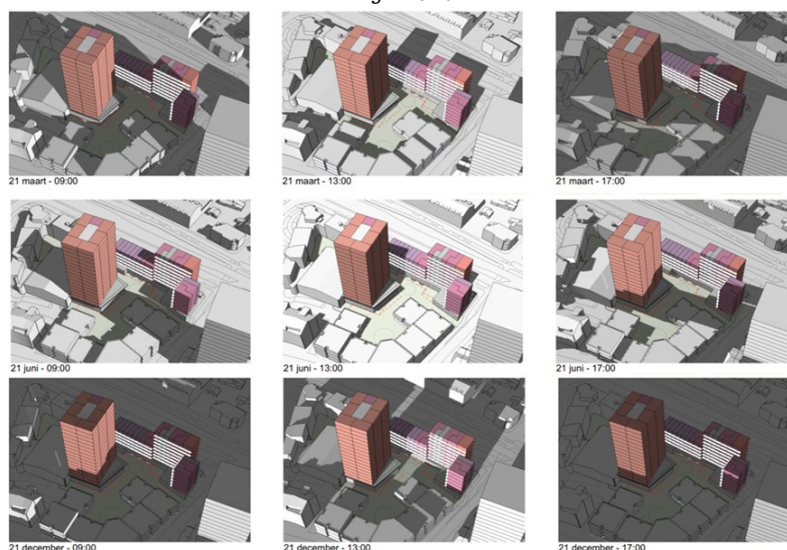 21 maart - 09:00
21 maart - 13:00
21 maart - 17:00
21 juni - 09:00
21 juni - 13:00
21 juni - 17:00
21 december - 09:00
21 december - 13:00
21 december - 17:00